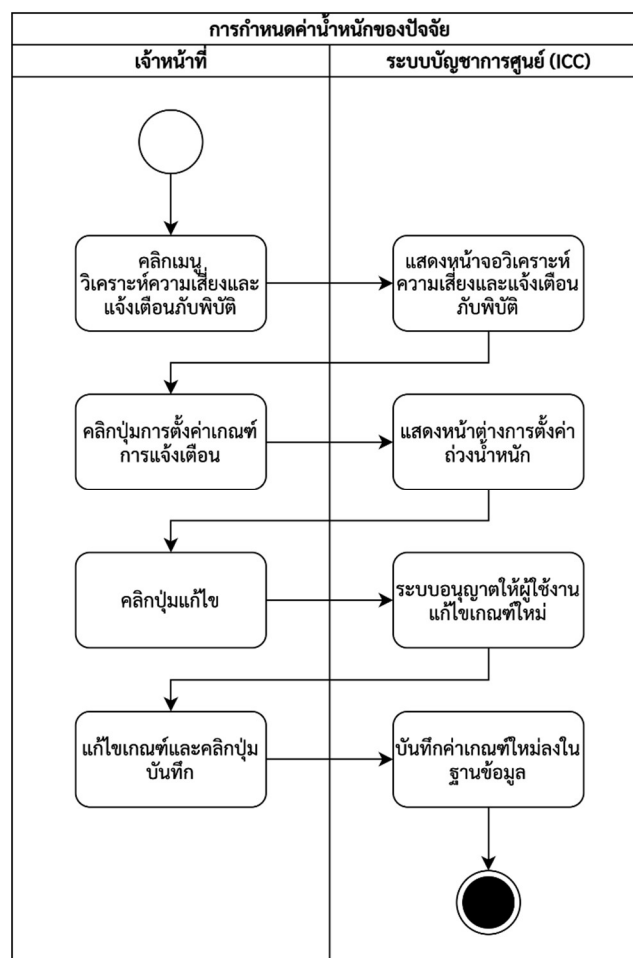 การกำหนดค่าน้ำหนักของปัจจัย
เจ้าหน้าที่
ระบบบัญชาการศูนย์ (ICC)
คลิกเมนู
วิเคราะห์ความเสี่ยงและ
แจ้งเตือนภับพิบัติ
แสดงหน้าจอวิเคราะห์
ความเสี่ยงและแจ้งเตือน
ภับพิบัติ
คลิกปุ่มการตั้งค่าเกณฑ์
การแจ้งเตือน
แสดงหน้าต่างการตั้งค่า
ถ่วงน้ำหนัก
คลิกปุ่มแก้ไข
ระบบอนุญาตให้ผู้ใช้งาน
แก้ไขเกณฑ์ใหม่
แก้ไขเกณฑ์และคลิกปุ่ม
บันทึก
บันทึกค่าเกณฑ์ใหม่ลงใน
ฐานข้อมูล